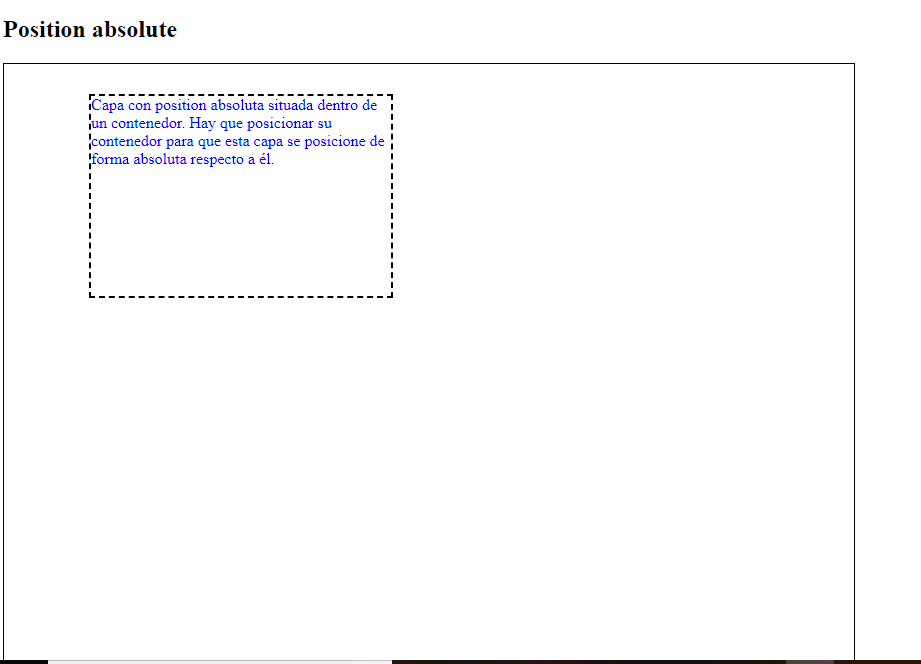 Position absolute
Capa con position absoluta situada dentro de
un contenedor. Hay que posicionar su
contenedor para que esta capa se posicione de
forma absoluta respecto a él.